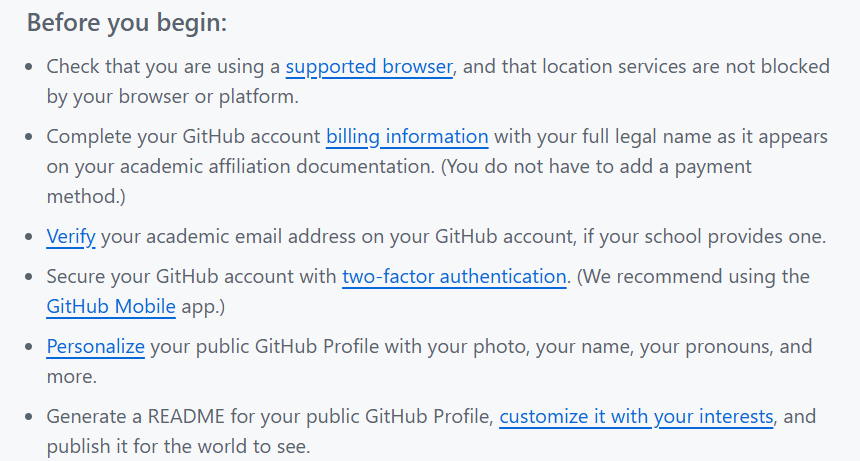 Before you begin:
• Check that you are using a supported browser, and that location services are not blocked
by your browser or platform.
• Complete your GitHub account billing information with your full legal name as it appears
on your academic affiliation documentation. (You do not have to add a payment
method.)
• Verify your academic email address on your GitHub account, if your school provides one.
• Secure your GitHub account with two-factor authentication. (We recommend using the
GitHub Mobile app.)
• Personalize your public GitHub Profile with your photo, your name, your pronouns, and
more.
• Generate a README for your public GitHub Profile, customize it with your interests, and
publish it for the world to see.